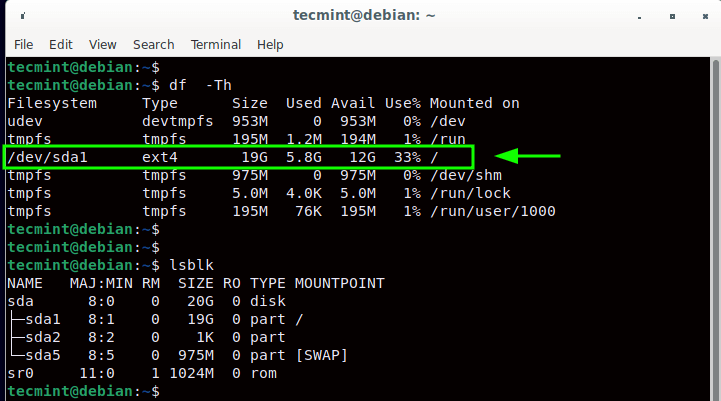 tecmint@debian: ~
File Edit View Search Terminal Help
tecmint@debian:~$
tecmint@debian:~$ df  -Th
Filesystem     Type      Size  Used Avail Use% Mounted on
udev           devtmpfs  953M     0  953M   0% /dev
tmpfs          tmpfs     195M  1.2M  194M   1% /run
/dev/sda1      ext4       19G  5.8G   12G  33% /
tmpfs          tmpfs     975M     0  975M   0% /dev/shm
tmpfs          tmpfs     5.0M  4.0K  5.0M   1% /run/lock
tmpfs          tmpfs     195M   76K  195M   1% /run/user/1000
tecmint@debian:~$
tecmint@debian:~$
tecmint@debian:~$ lsblk
NAME   MAJ:MIN RM  SIZE RO TYPE MOUNTPOINT
sda      8:0    0   20G  0 disk
├─sda1   8:1    0   19G  0 part /
├─sda2   8:2    0    1K  0 part
└─sda5   8:5    0  975M  0 part [SWAP]
sr0     11:0    1 1024M  0 rom
tecmint@debian:~$